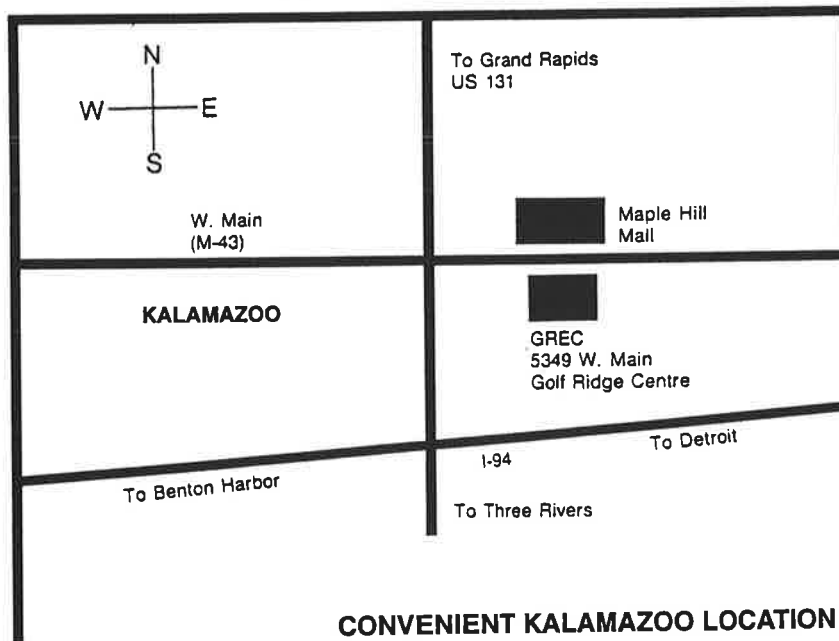 N
W E
S
To Grand Rapids
US 131
W. Main
(M-43)
Maple Hill
Mall
KALAMAZOO
GREC
5349 W. Main
Golf Ridge Centre
To Benton Harbor
I-94
To Detroit
To Three Rivers
CONVENIENT KALAMAZOO LOCATION